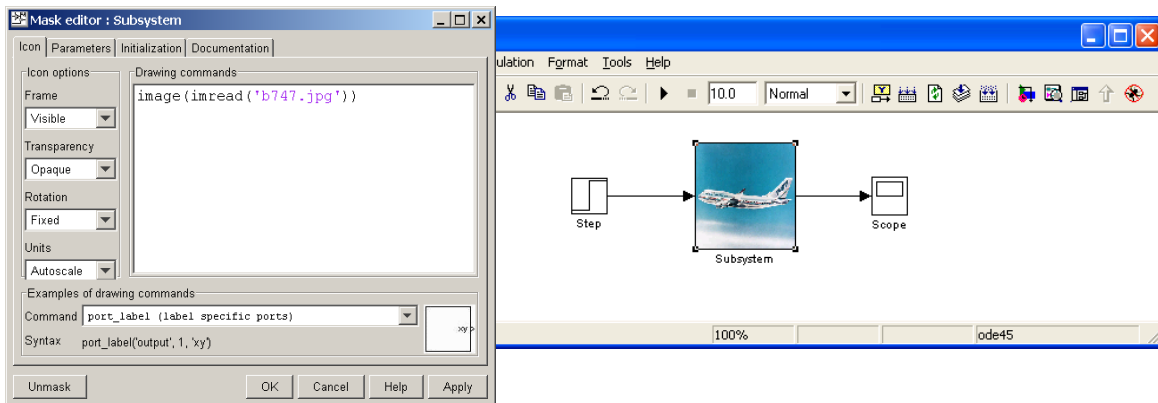 Mask editor : Subsystem
Icon Parameters Initialization Documentation
Icon options
Frame
Visible
Transparency
Opaque
Rotation
Fixed
Units
Autoscale
Drawing commands
image(imread('b747.jpg'))
Examples of drawing commands
Command port_label (label specific ports)
Syntax port_label('output', 1, 'xy')
xy
Unmask OK Cancel Help Apply
ulation Format Tools Help
10.0 Normal
Step
Subsystem
Scope
100% ode45